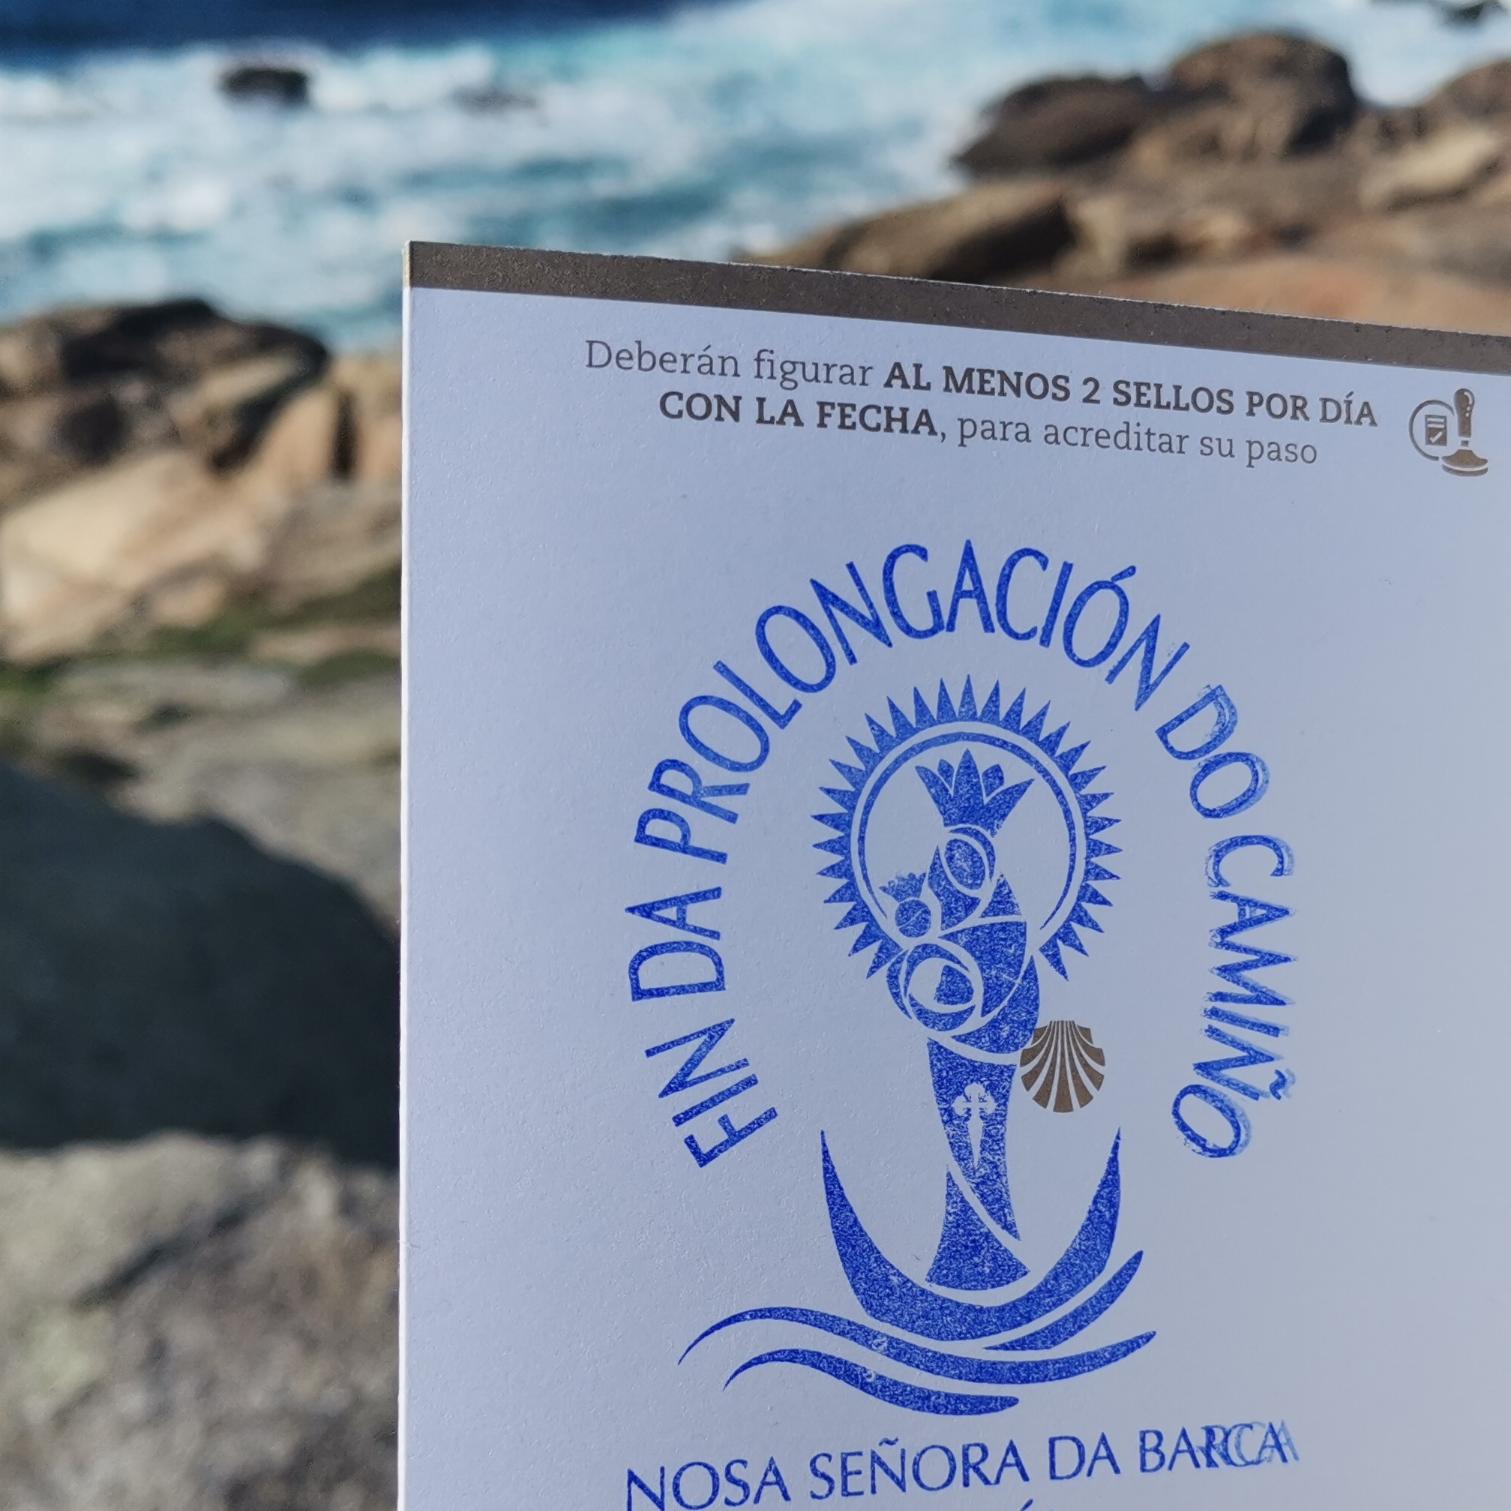 Deberán figurar AL MENOS 2 SELLOS POR DÍA
CON LA FECHA, para acreditar su paso
FIN DA PROLONGACIÓN DO CAMIÑO
NOSA SEÑORA DA BARCA